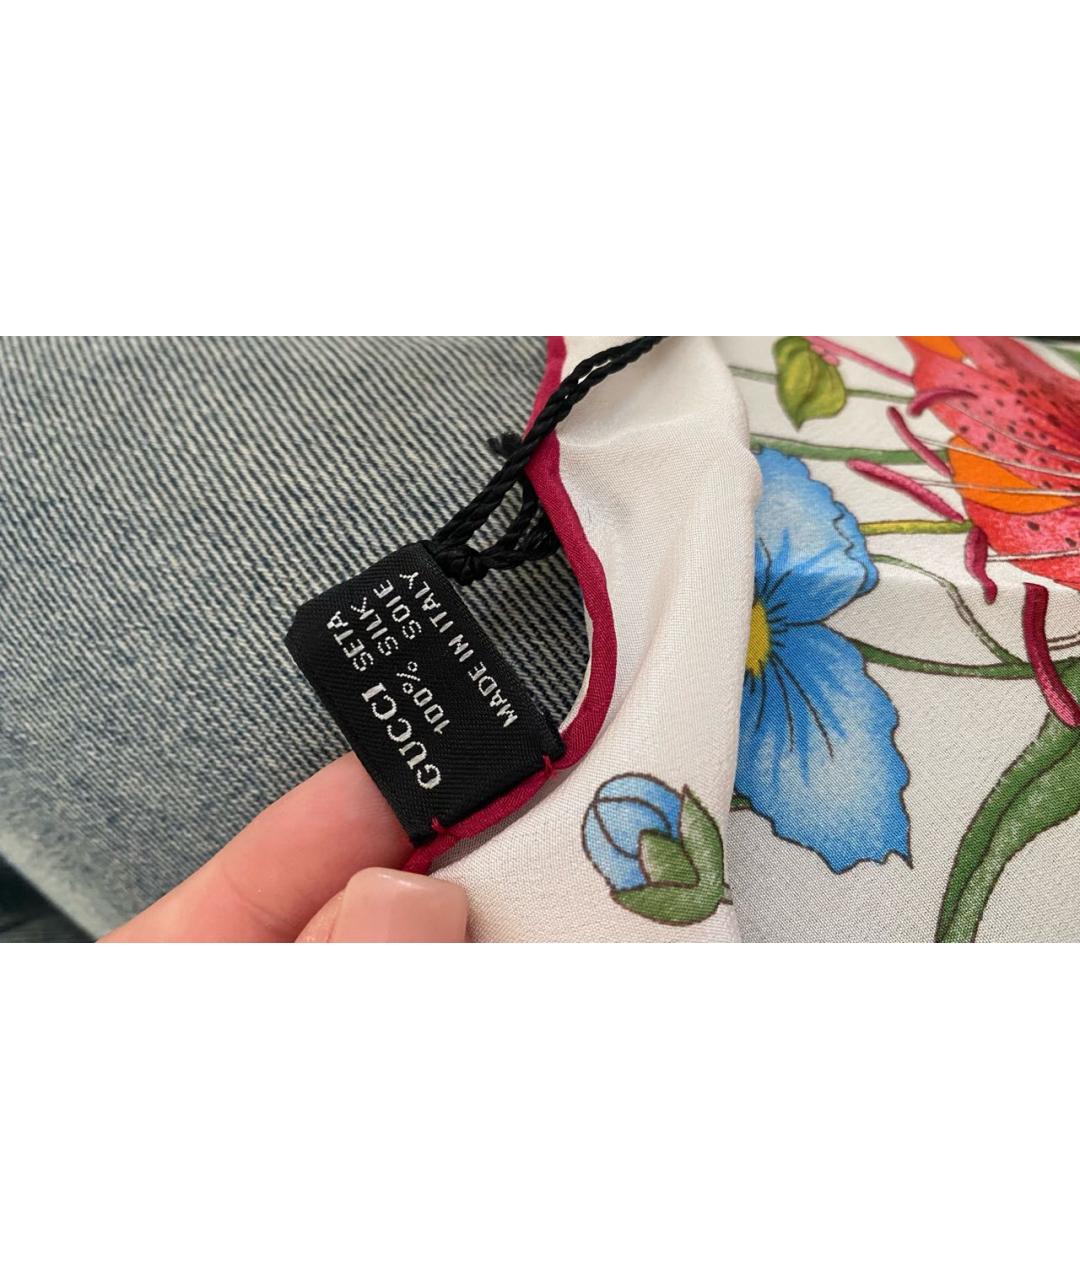 GUCCI SETA
100% SILK
SOIE
MADE IN ITALY